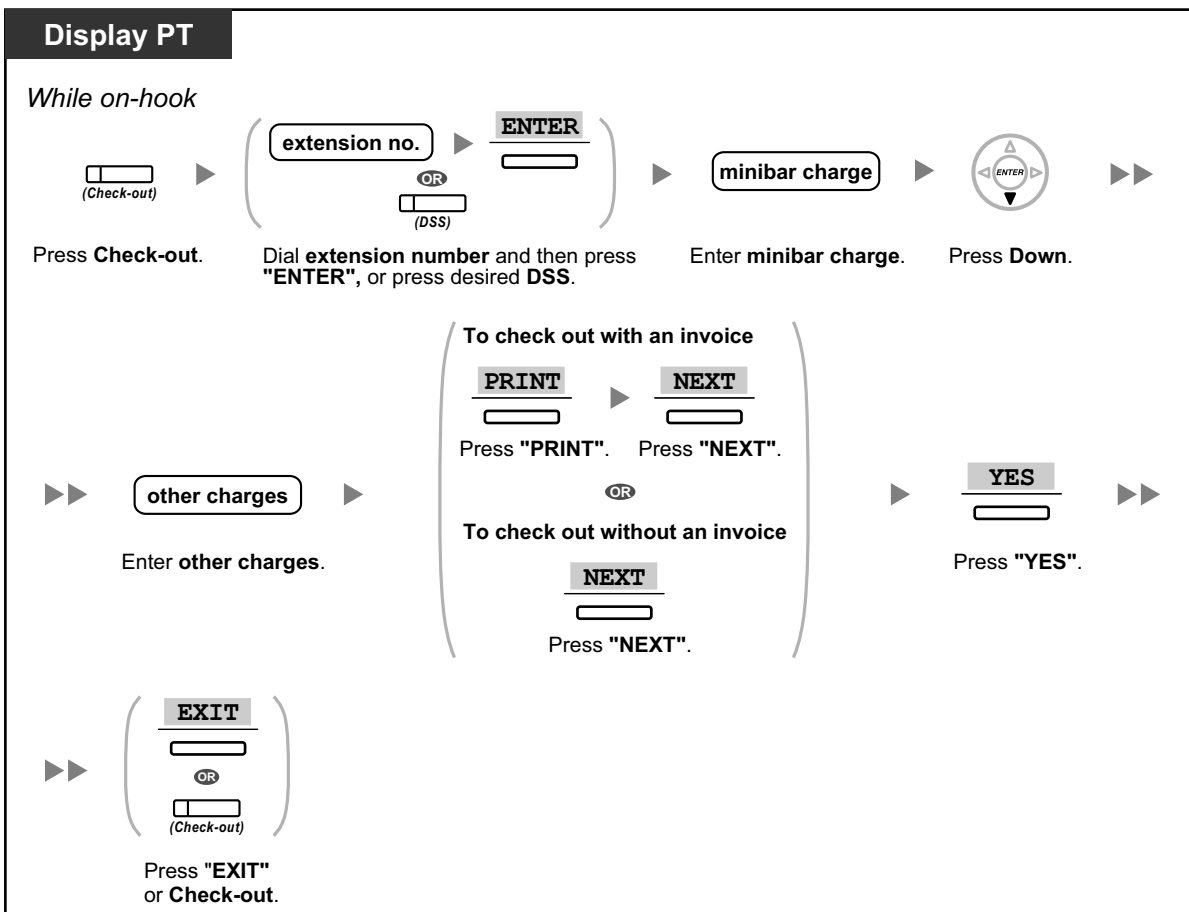 Display PT
While on-hook
(Check-out)
extension no.
ENTER
OR
(DSS)
minibar charge
ENTER
Press Check-out.
Dial extension number and then press
"ENTER", or press desired DSS.
Enter minibar charge.
Press Down.
other charges
Enter other charges.
To check out with an invoice
PRINT
NEXT
Press "PRINT".
Press "NEXT".
OR
To check out without an invoice
NEXT
Press "NEXT".
YES
Press "YES".
EXIT
OR
(Check-out)
Press "EXIT"
or Check-out.